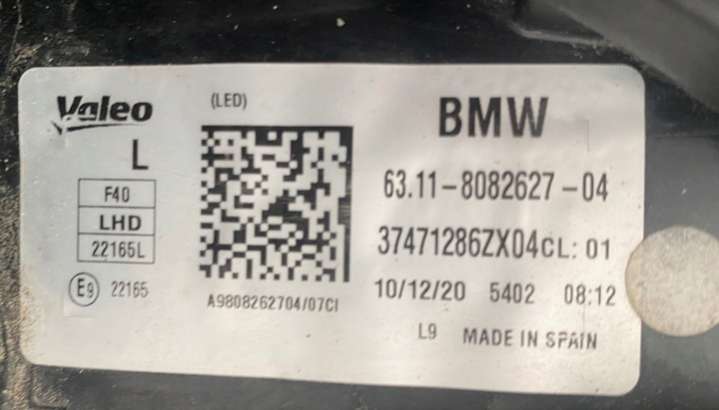 Valeo
(LED)
BMW
L
F40
LHD
22165L
E9 22165
A9808262704/07CI
63.11-8082627-04
37471286ZX04CL: 01
10/12/20 5402 08:12
L9 MADE IN SPAIN